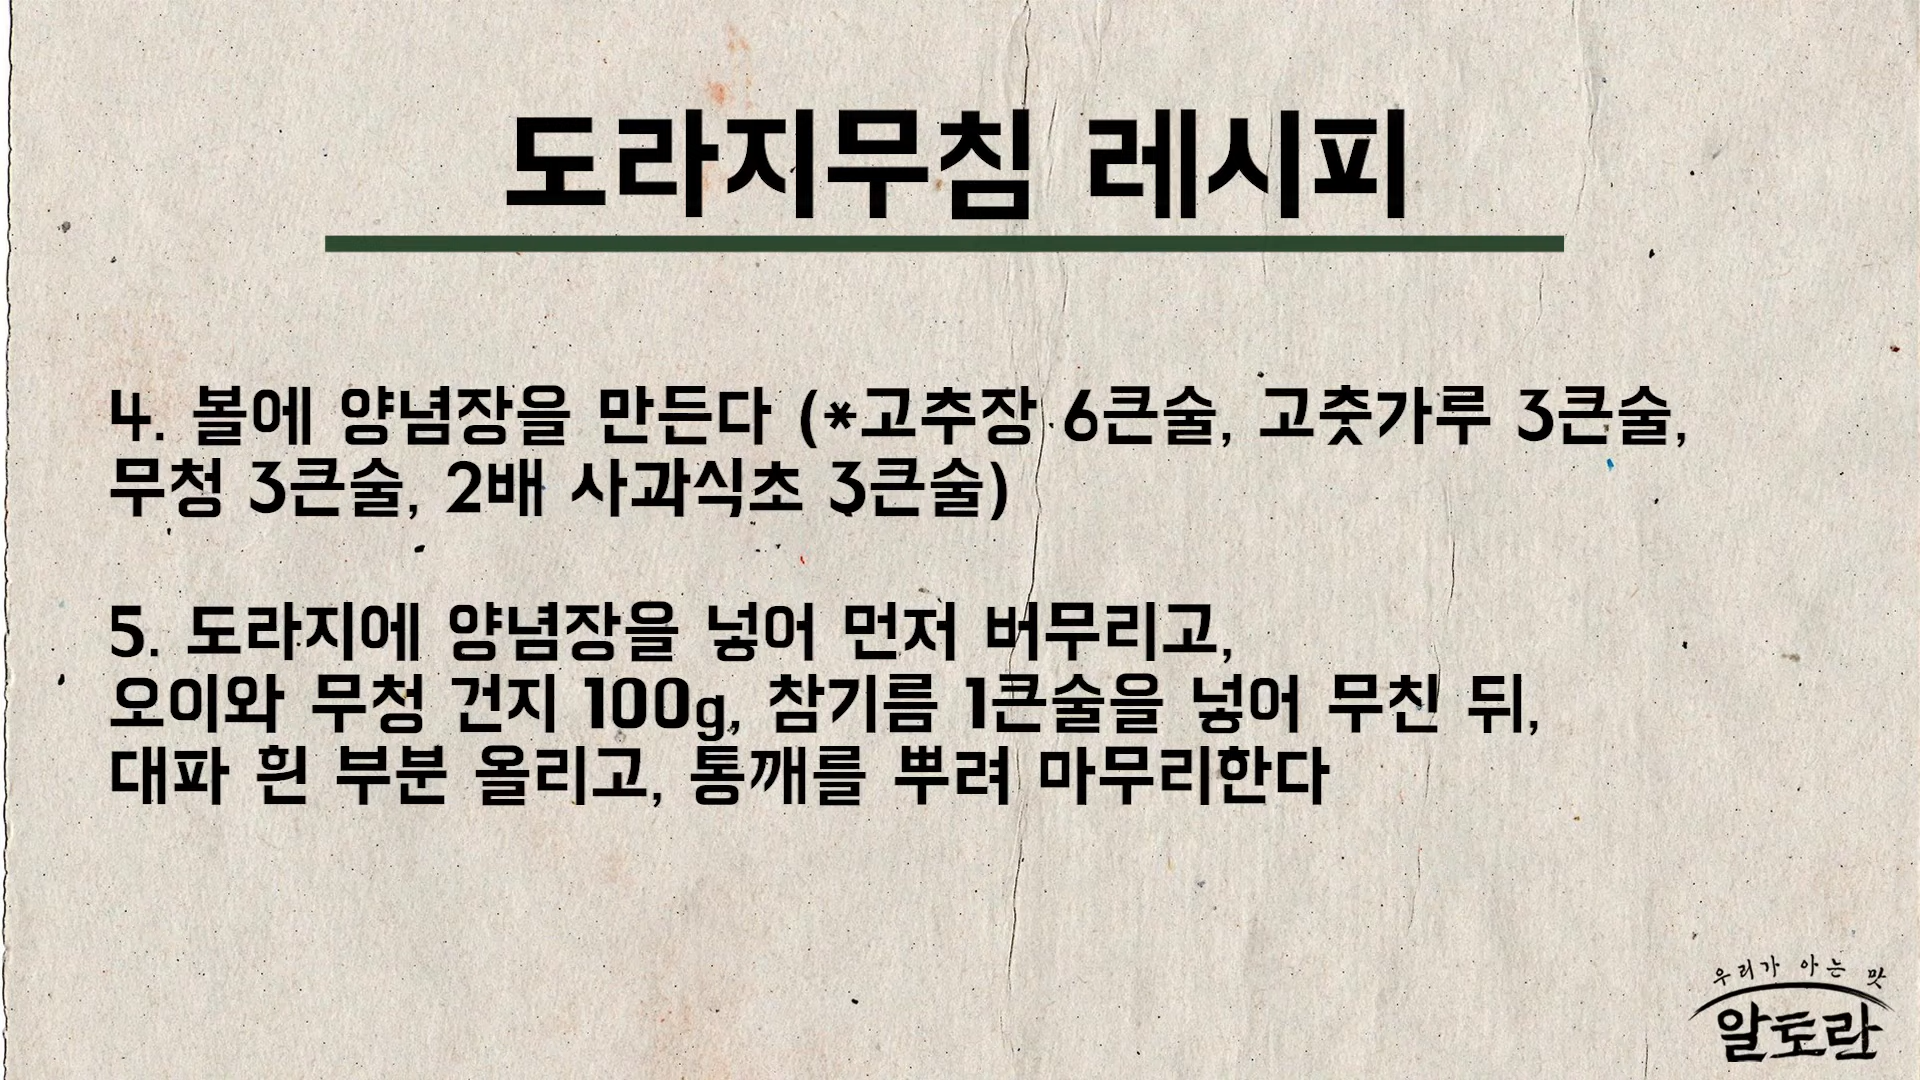 도라지무침 레시피
4. 볼에 양념장을 만든다 (*고추장 6큰술, 고춧가루 3큰술,
무청 3큰술, 2배 사과식초 3큰술)
5. 도라지에 양념장을 넣어 먼저 버무리고,
오이와 무청 건지 100g, 참기름 1큰술을 넣어 무친 뒤,
대파 흰 부분 올리고, 통깨를 뿌려 마무리한다
우리가 아는 맛
알토란